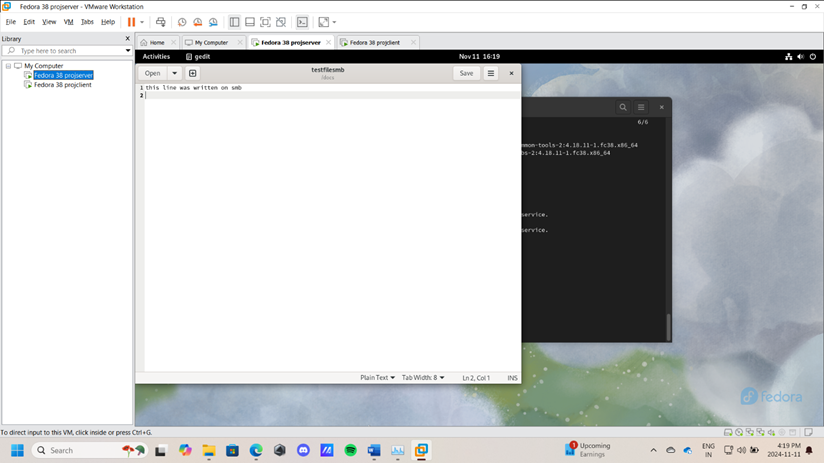 Fedora 38 projserver - VMware Workstation
File Edit View VM Tabs Help
Library
Type here to search
My Computer
Fedora 38 projserver
Fedora 38 projclient
Home
My Computer
Fedora 38 projserver
Fedora 38 projclient
Activities
gedit
Nov 11 16:19
Open
testfilesmb
/docs
Save
1 this line was written on smb
2
6/6
mmon-tools-2:4.18.11-1.fc38.x86_64
bs-2:4.18.11-1.fc38.x86_64
service.
service.
Plain Text
Tab Width: 8
Ln 2, Col 1
INS
fedora
To direct input to this VM, click inside or press Ctrl+G.
Search
1
Upcoming
Earnings
ENG
IN
4:19 PM
2024-11-11